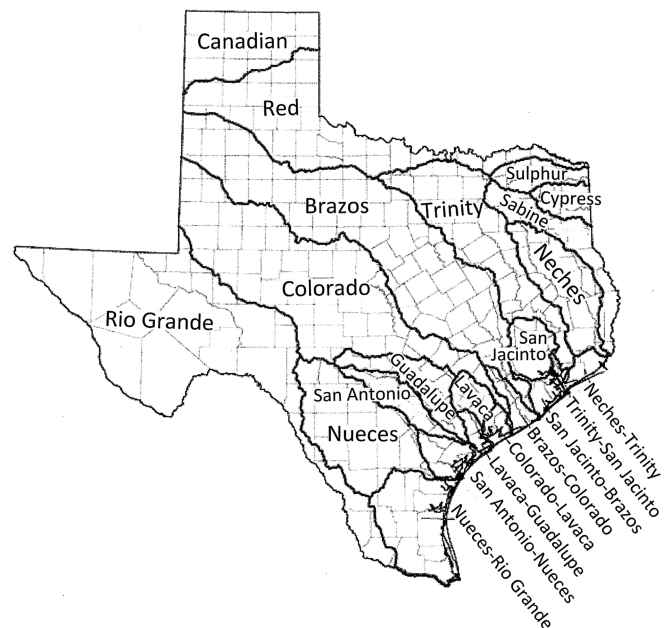 Canadian
Red
Sulphur
Cypress
Sabine
Brazos
Trinity
Neches
Colorado
Rio Grande
San
Jacinto
Guadalupe
Lavaca
San Antonio
Nueces
Neches-Trinity
Trinity-San Jacinto
San Jacinto-Brazos
Brazos-Colorado
Colorado-Lavaca
Lavaca-Guadalupe
San Antonio-Nueces
Nueces-Rio Grande